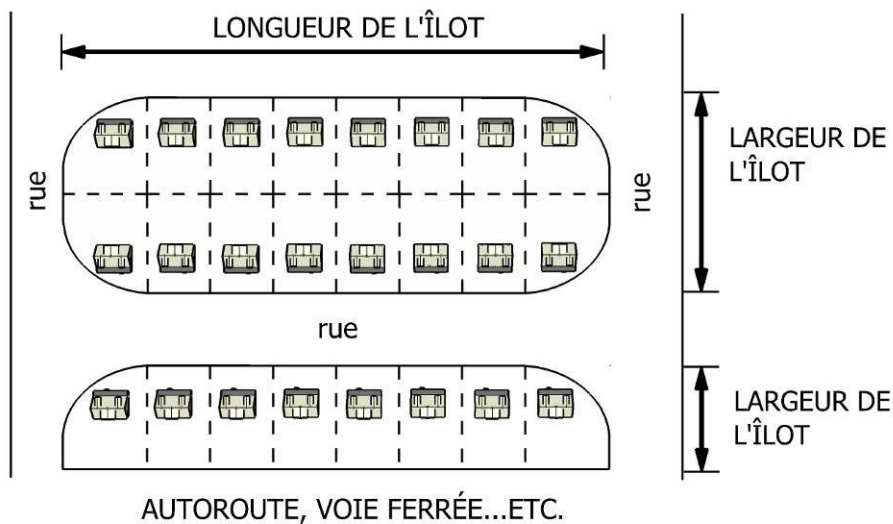 LONGUEUR DE L'ÎLOT
LARGEUR DE
L'ÎLOT
rue
rue
rue
LARGEUR DE
L'ÎLOT
AUTOROUTE, VOIE FERRÉE...ETC.